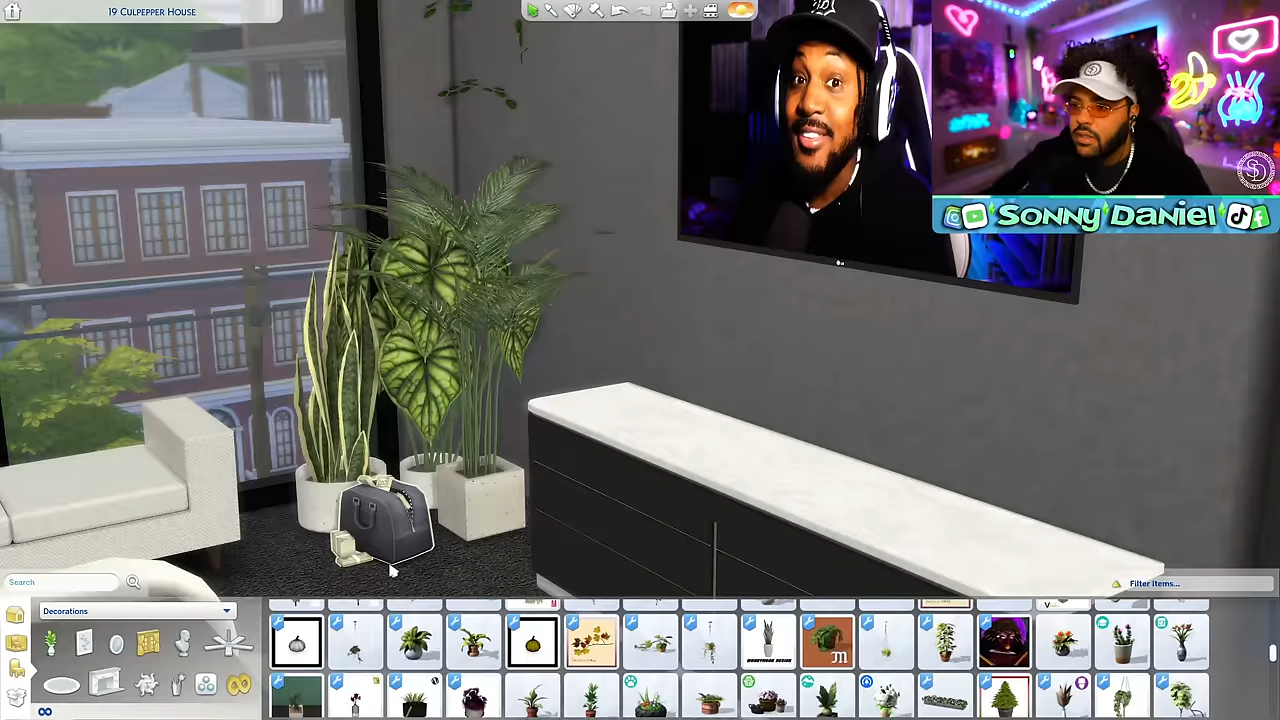 19 Culpepper House
Sonny Daniel
Search
Filter Items...
Decorations